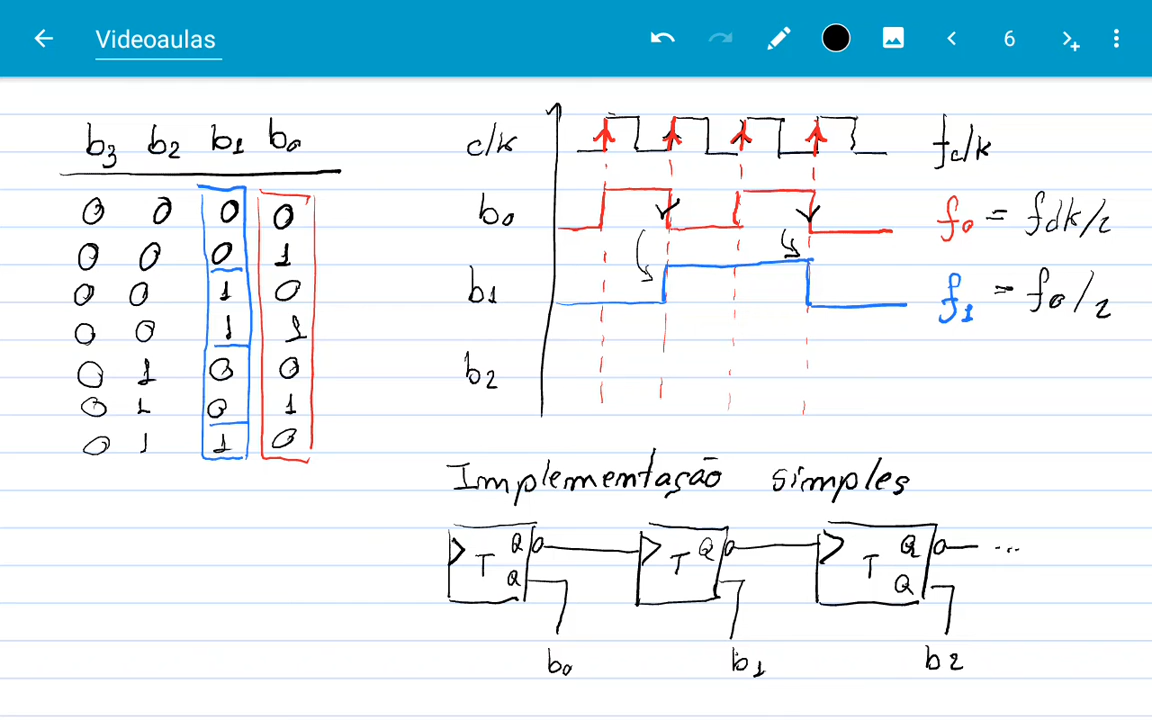 Videoaulas
6
b3 b2 b1 b0
0 0 0 0
0 0 0 1
0 0 1 0
0 0 1 1
0 1 0 0
0 1 0 1
0 1 1 0
clk fclk
b0 f0 = fclk/2
b1 f1 = f0/2
b2
Implementação simples
T Q Q T Q T Q Q ...
b0 b1 b2